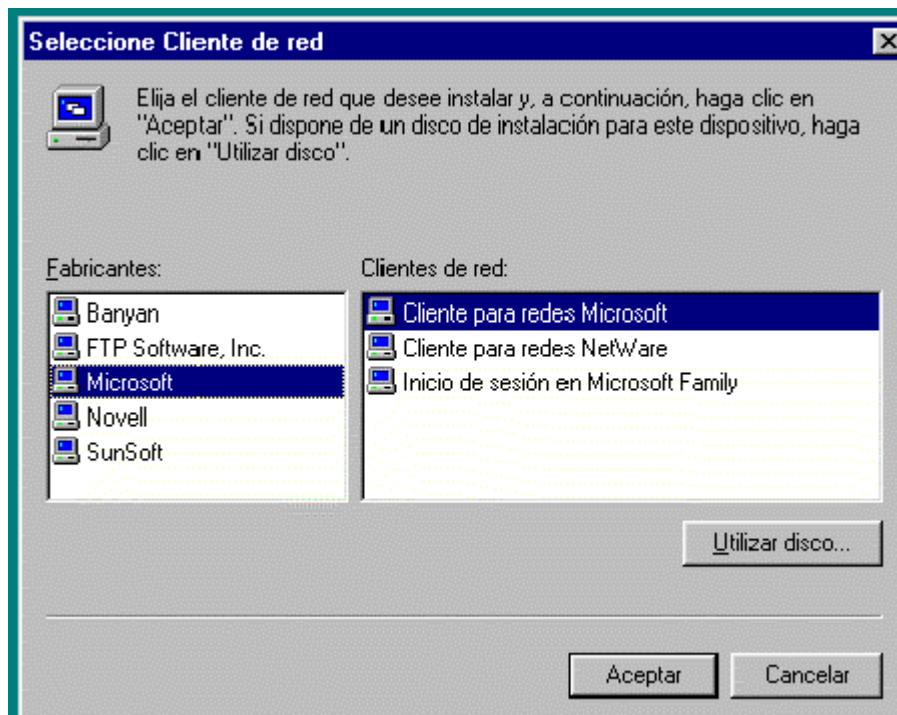 Seleccione Cliente de red
Elija el cliente de red que desee instalar y, a continuación, haga clic en
"Aceptar". Si dispone de un disco de instalación para este dispositivo, haga
clic en "Utilizar disco".
Fabricantes:
Banyan
FTP Software, Inc.
Microsoft
Novell
SunSoft
Clientes de red:
Cliente para redes Microsoft
Cliente para redes NetWare
Inicio de sesión en Microsoft Family
Utilizar disco...
Aceptar
Cancelar